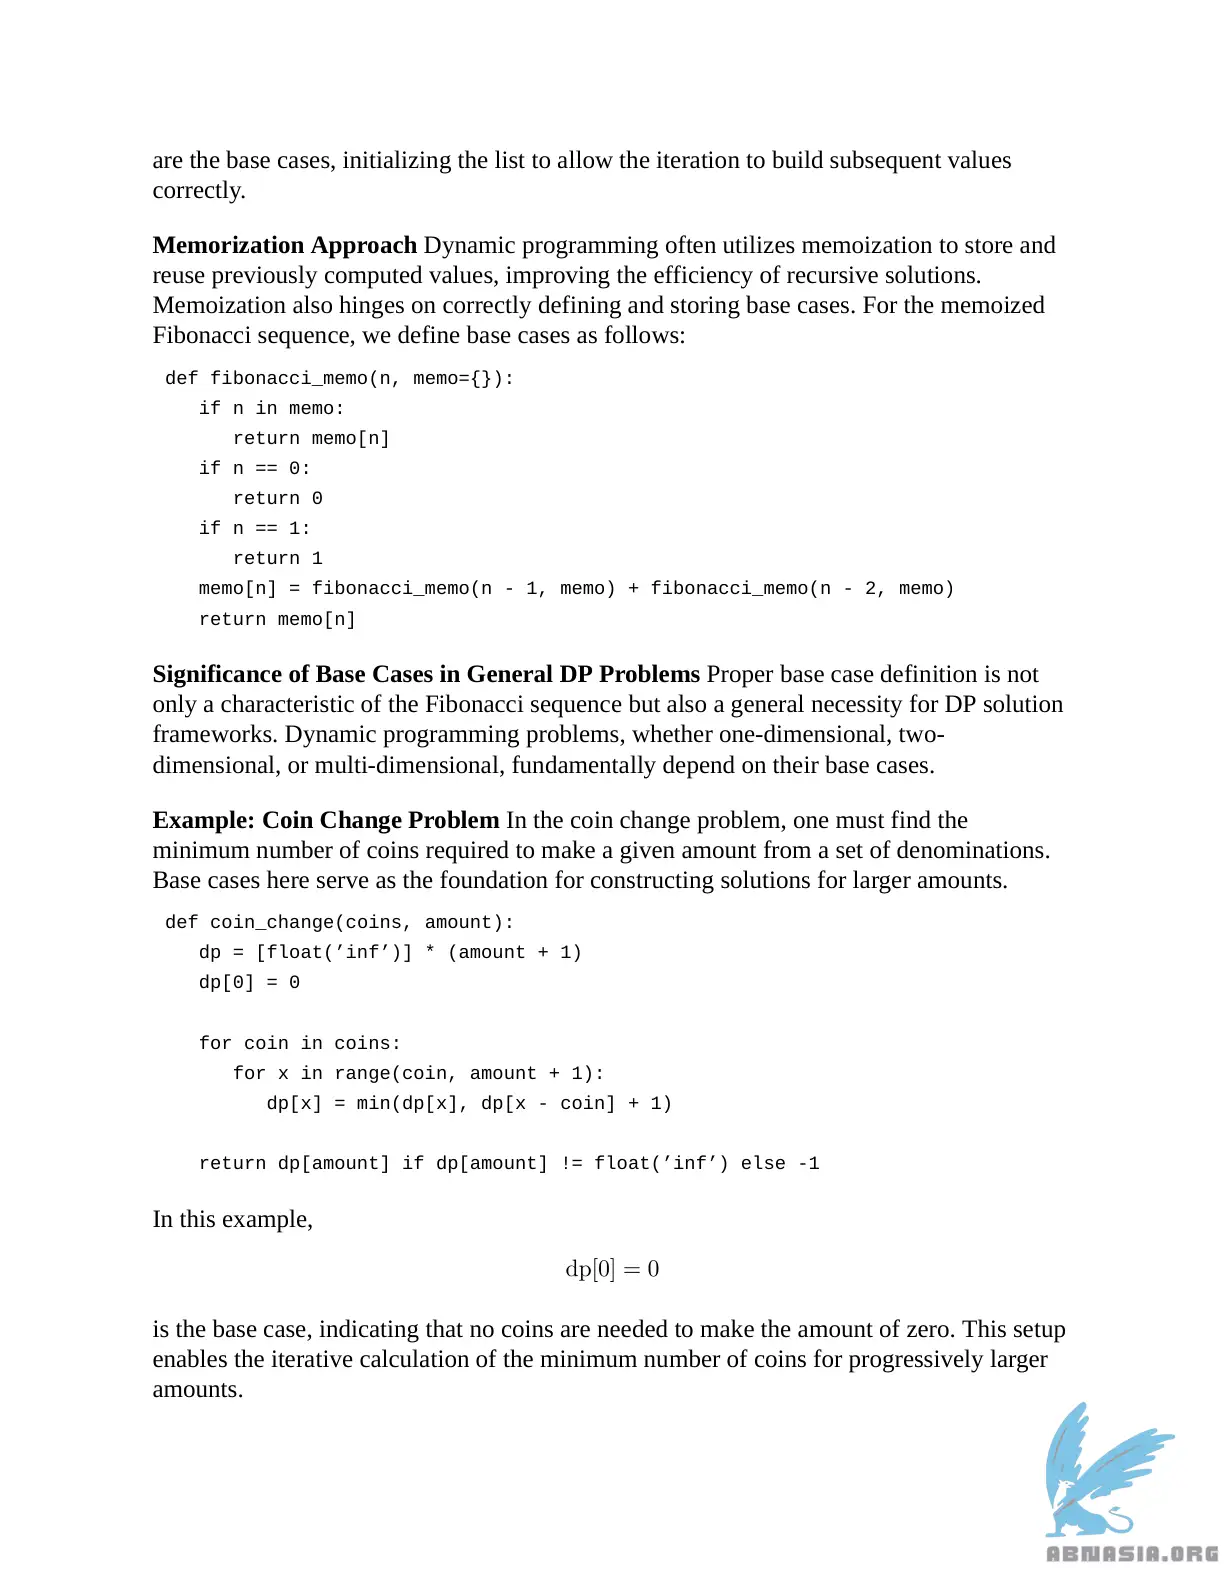 are the base cases, initializing the list to allow the iteration to build subsequent values
correctly.
Memorization Approach Dynamic programming often utilizes memoization to store and
reuse previously computed values, improving the efficiency of recursive solutions.
Memoization also hinges on correctly defining and storing base cases. For the memoized
Fibonacci sequence, we define base cases as follows:
def fibonacci_memo(n, memo={}):
   if n in memo:
      return memo[n]
   if n == 0:
      return 0
   if n == 1:
      return 1
   memo[n] = fibonacci_memo(n - 1, memo) + fibonacci_memo(n - 2, memo)
   return memo[n]
Significance of Base Cases in General DP Problems Proper base case definition is not
only a characteristic of the Fibonacci sequence but also a general necessity for DP solution
frameworks. Dynamic programming problems, whether one-dimensional, two-
dimensional, or multi-dimensional, fundamentally depend on their base cases.
Example: Coin Change Problem In the coin change problem, one must find the
minimum number of coins required to make a given amount from a set of denominations.
Base cases here serve as the foundation for constructing solutions for larger amounts.
def coin_change(coins, amount):
   dp = [float(’inf’)] * (amount + 1)
   dp[0] = 0
   for coin in coins:
      for x in range(coin, amount + 1):
         dp[x] = min(dp[x], dp[x - coin] + 1)
   return dp[amount] if dp[amount] != float(’inf’) else -1
In this example,
dp[0] = 0
is the base case, indicating that no coins are needed to make the amount of zero. This setup
enables the iterative calculation of the minimum number of coins for progressively larger
amounts.
ABNASIA.ORG